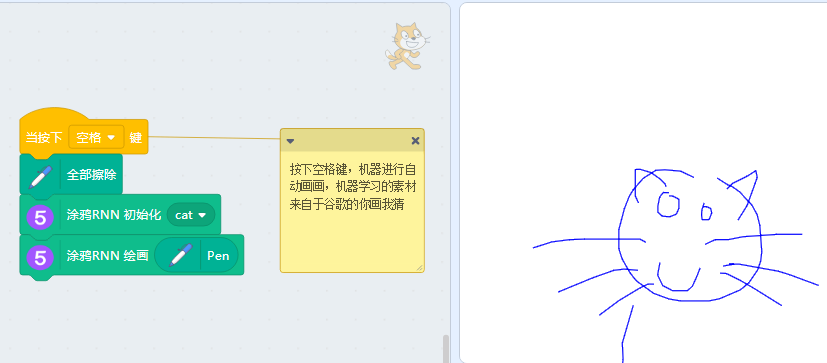 当按下 空格 键
全部擦除
5 涂鸦RNN 初始化 cat
5 涂鸦RNN 绘画 Pen
按下空格键，机器进行自
动画画，机器学习的素材
来自于谷歌的你画我猜